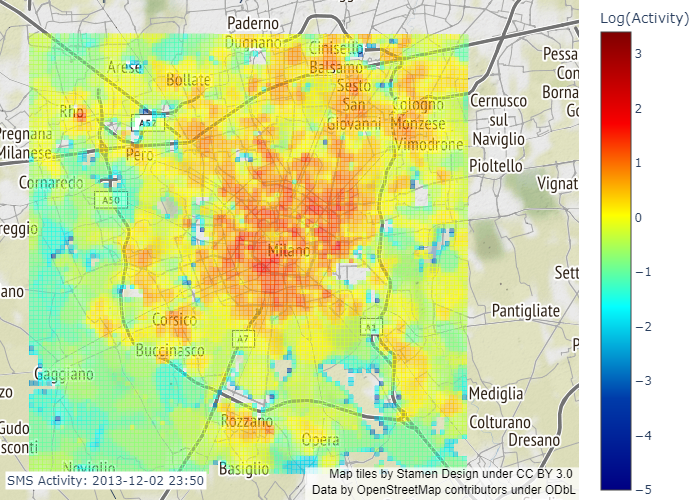 Log(Activity)
Paderno
Dugnano
Cinisello
Balsamo
Arese
Bollate
Sesto
San
Giovanni
Cologno
Monzese
Vimodrone
Pessa
Con
Borna
Go
Cernusco
sul
Naviglio
Rho
A52
Pero
Pregnana
Milanese
Pioltello
Cornaredo
Vignat
A50
reggio
Milano
Sett
ano
Corsico
Pantigliate
A7
A1
P
Buccinasco
Gaggiano
zo
Mediglia
Rozzano
Colturano
Gudo
Opera
Dresano
sconti
Noviglio
Basiglio
SMS Activity: 2013-12-02 23:50
Map tiles by Stamen Design under CC BY 3.0
Data by OpenStreetMap contributors under ODbL
3
2
1
0
−1
−2
−3
−4
−5